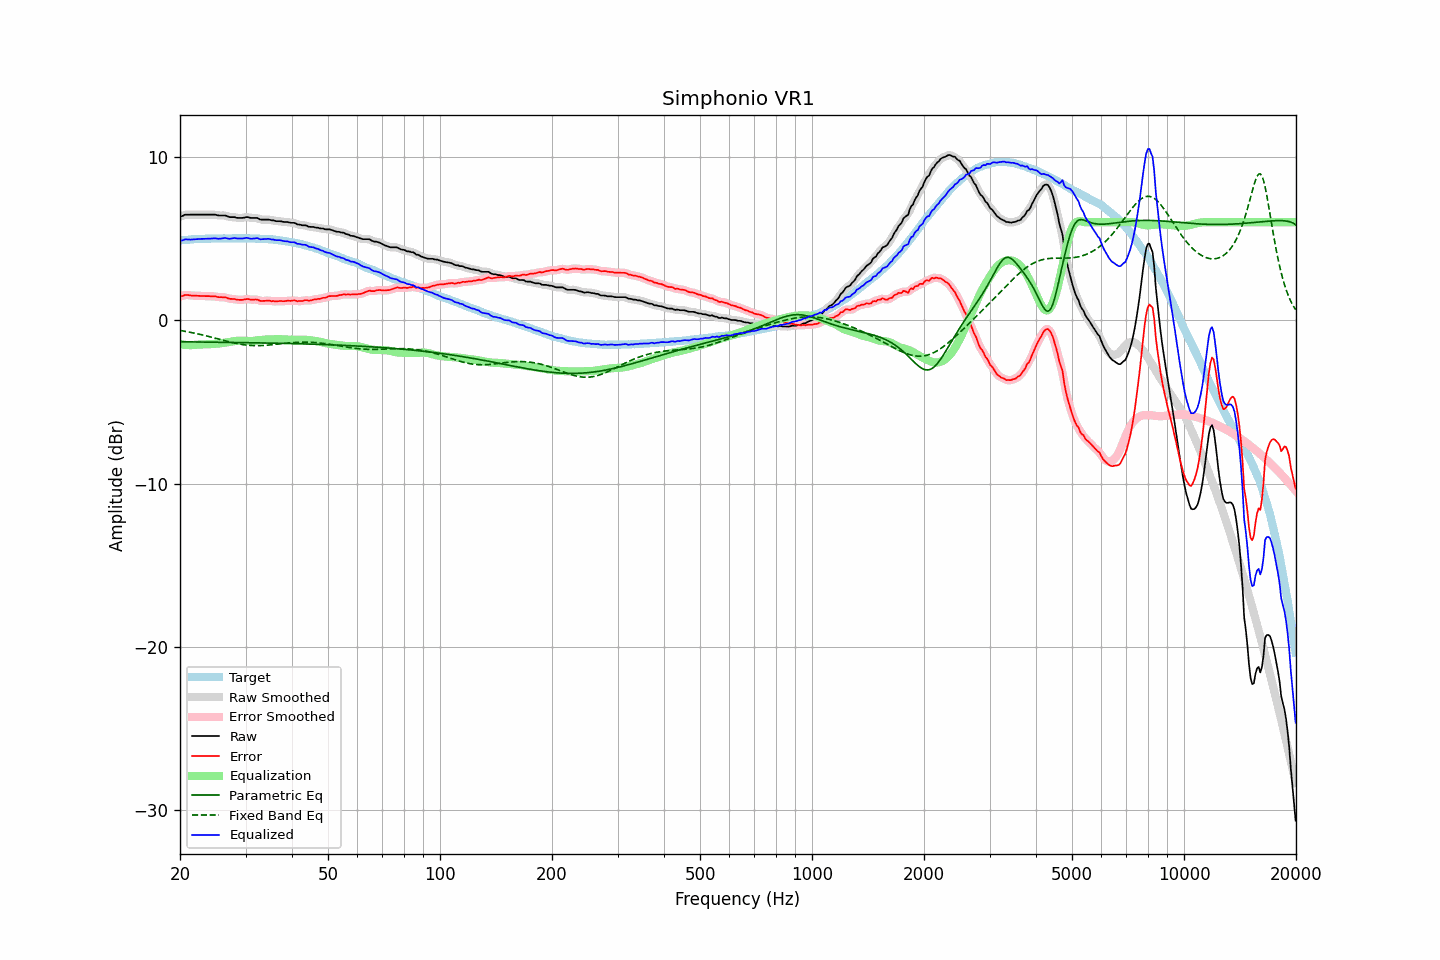 Simphonio VR1
10
0
−10
−20
−30
Amplitude (dBr)
Target
Raw Smoothed
Error Smoothed
Raw
Error
Equalization
Parametric Eq
Fixed Band Eq
Equalized
20
50
100
200
500
1000
2000
5000
10000
20000
Frequency (Hz)